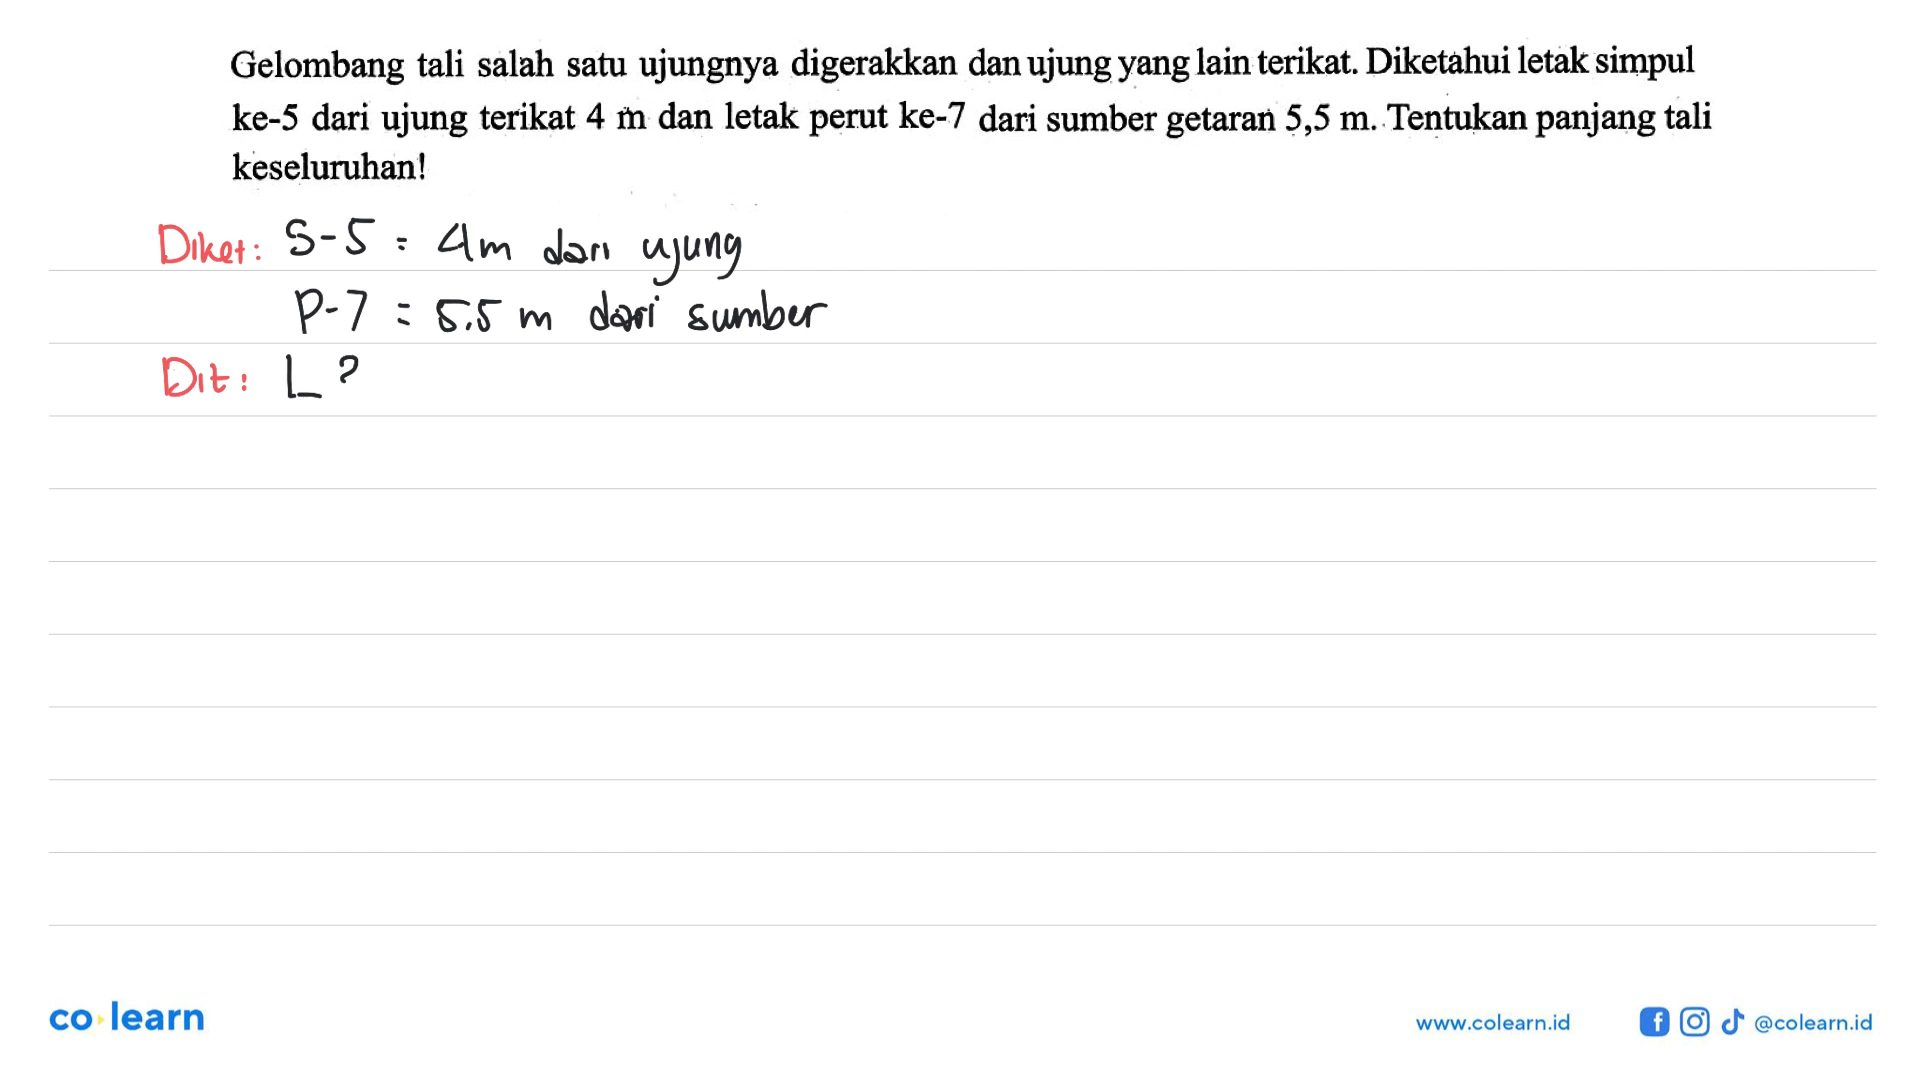 Gelombang tali salah satu ujungnya digerakkan dan ujung yang lain terikat. Diketahui letak simpul
ke-5 dari ujung terikat 4 m dan letak perut ke-7 dari sumber getaran 5,5 m. Tentukan panjang tali
keseluruhan!
Diket: S-5 = 4m dari ujung
P-7 = 5.5 m dari sumber
Dit: L ?
co learn
www.colearn.id @colearn.id